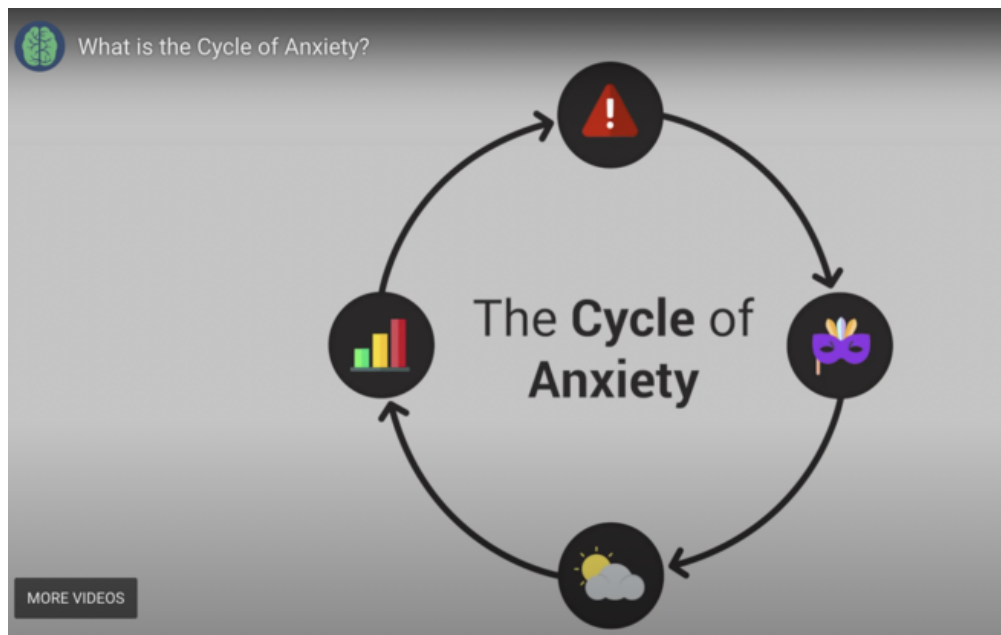 What is the Cycle of Anxiety?
The Cycle of
Anxiety
MORE VIDEOS